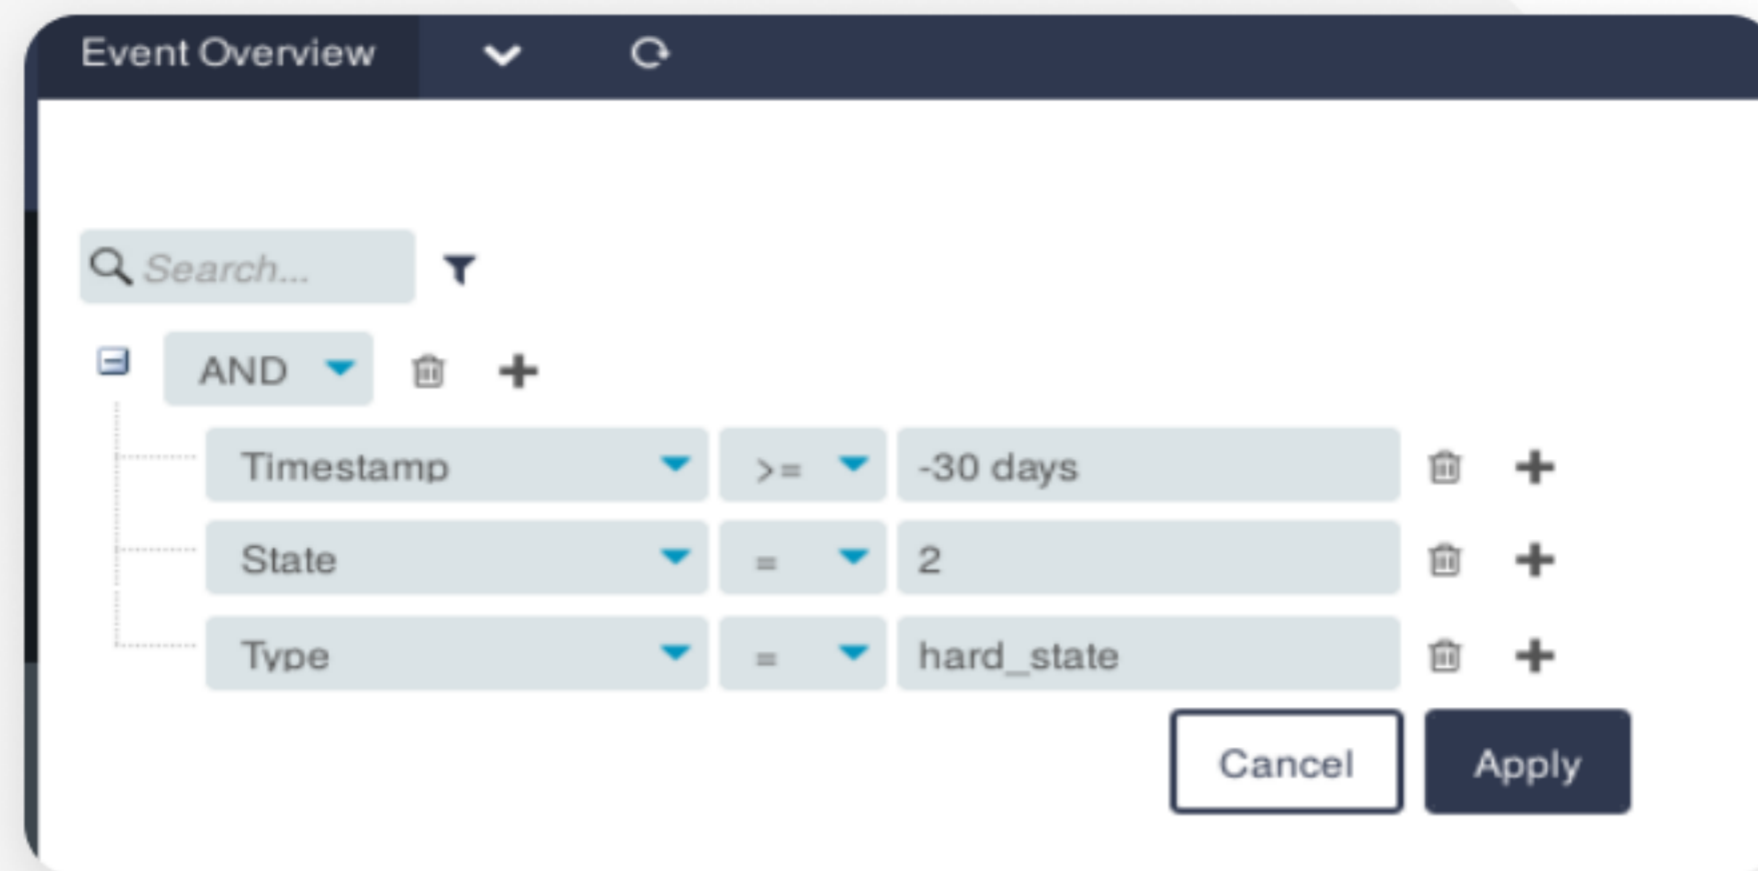 Event Overview
Search...
AND
Timestamp >= -30 days
State = 2
Type = hard_state
Cancel Apply